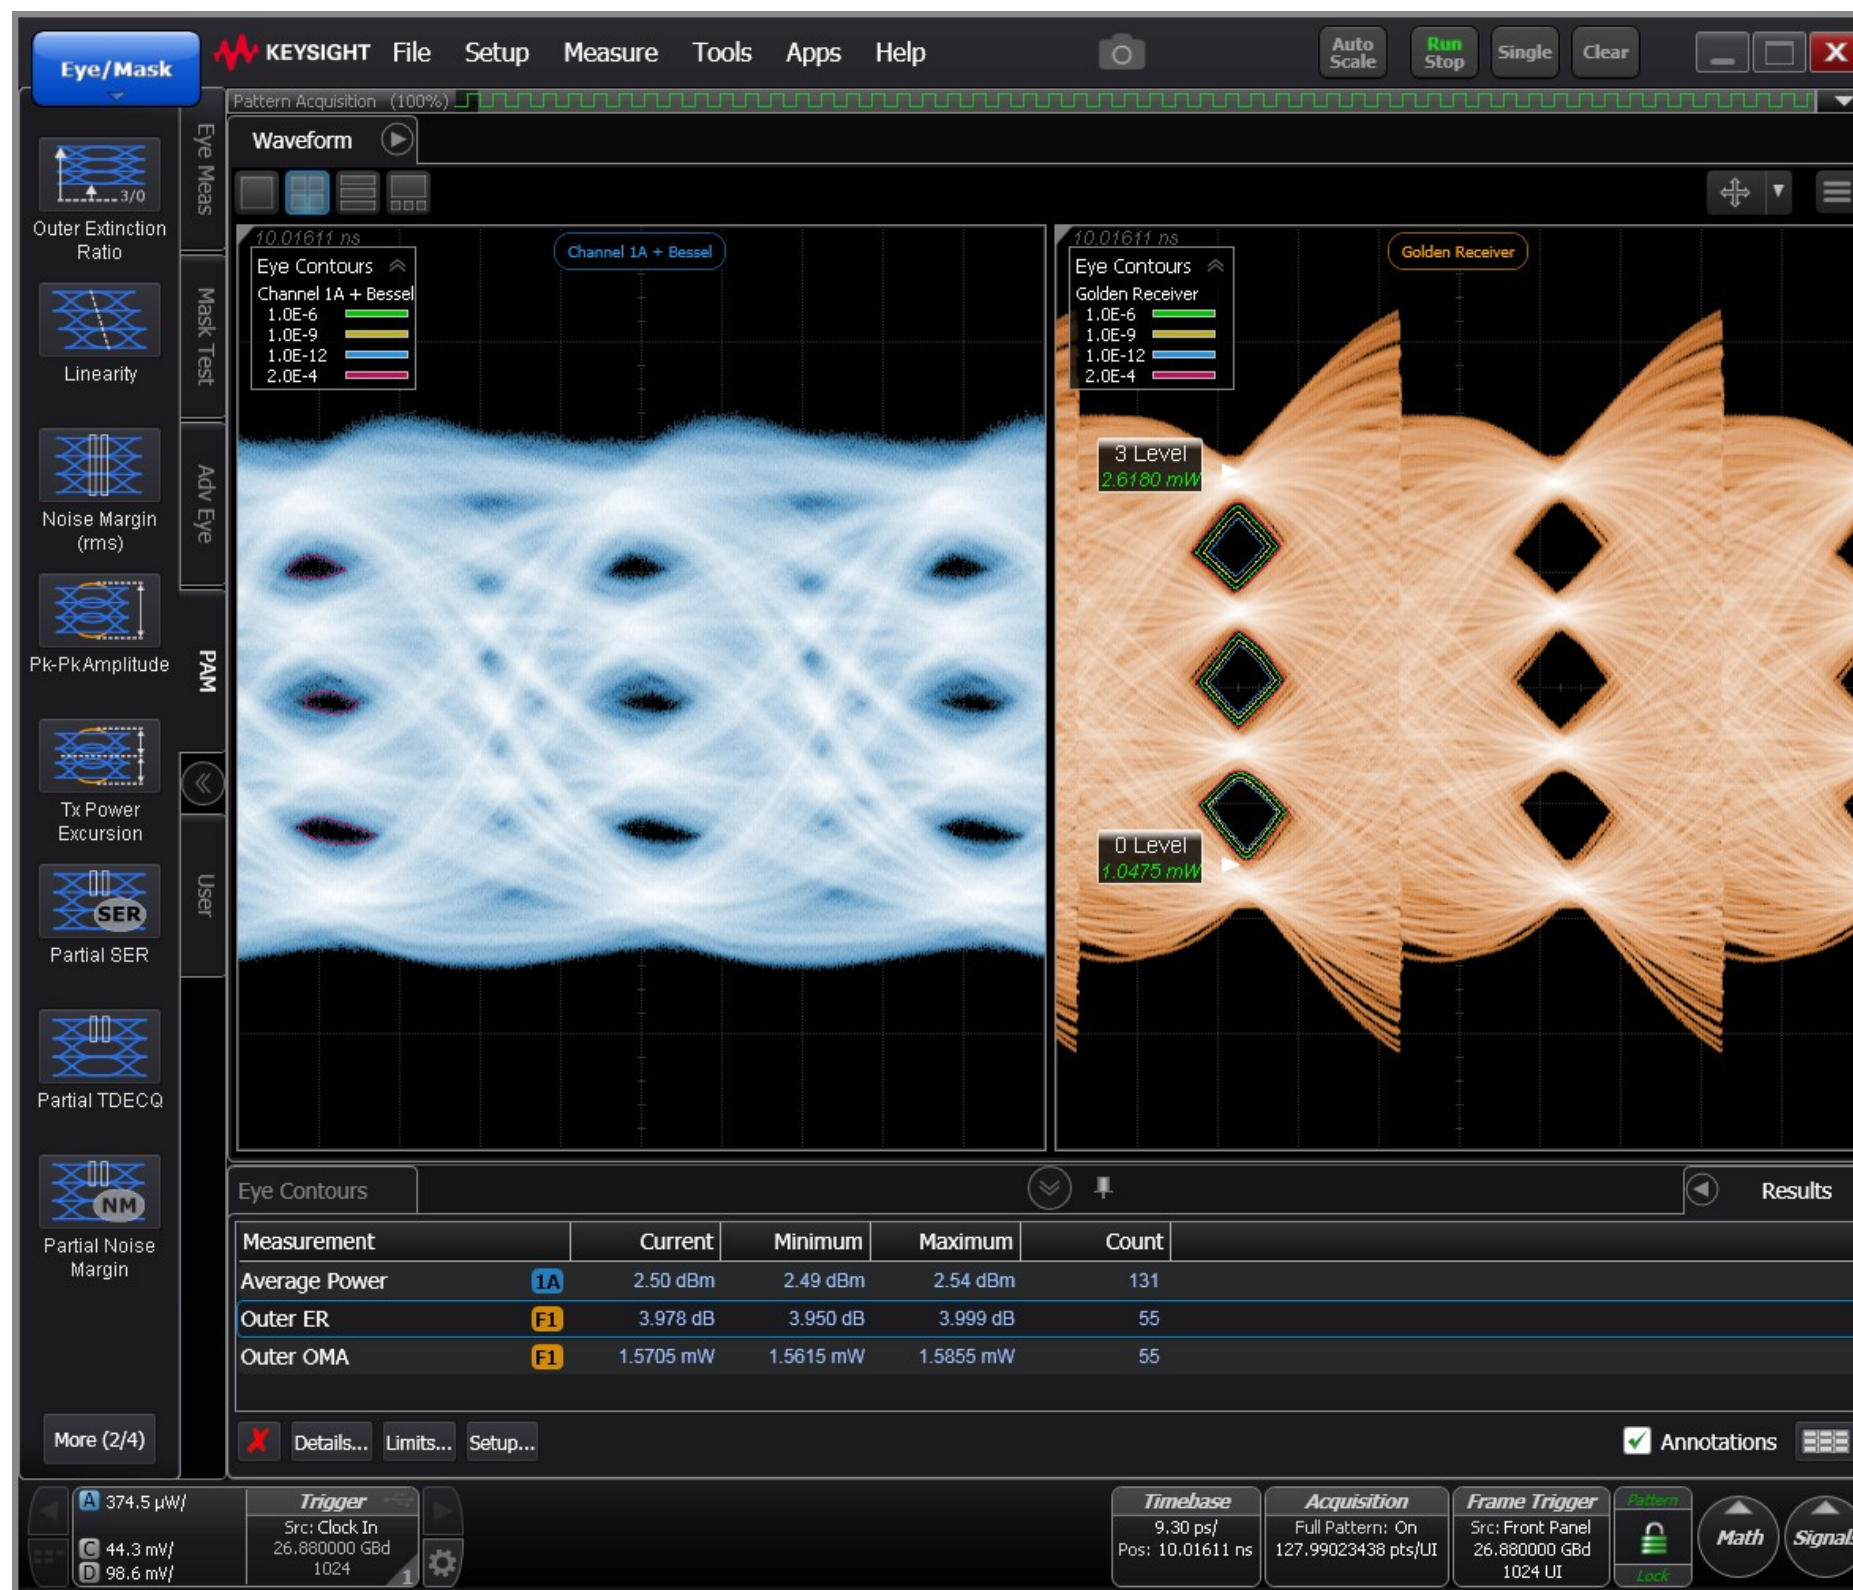 Eye/Mask
KEYSIGHT File Setup Measure Tools Apps Help
Auto Scale
Run Stop
Single
Clear
Pattern Acquisition (100%)
Waveform
3/0
Outer Extinction
Ratio
Linearity
Noise Margin
(rms)
Pk-Pk Amplitude
Tx Power
Excursion
SER
Partial SER
Partial TDECQ
NM
Partial Noise
Margin
More (2/4)
Eye Meas
Mask Test
Adv Eye
PAM
User
10.01611 ns
Eye Contours
Channel 1A + Bessel
1.0E-6
1.0E-9
1.0E-12
2.0E-4
Channel 1A + Bessel
10.01611 ns
Eye Contours
Golden Receiver
1.0E-6
1.0E-9
1.0E-12
2.0E-4
Golden Receiver
3 Level
2.6180 mW
0 Level
1.0475 mW
Eye Contours
Results
Measurement Current Minimum Maximum Count
Average Power 1A 2.50 dBm 2.49 dBm 2.54 dBm 131
Outer ER F1 3.978 dB 3.950 dB 3.999 dB 55
Outer OMA F1 1.5705 mW 1.5615 mW 1.5855 mW 55
Details... Limits... Setup...
Annotations
A 374.5 µW/
C 44.3 mV/
D 98.6 mV/
Trigger
Src: Clock In
26.880000 GBd
1024
1
Timebase
9.30 ps/
Pos: 10.01611 ns
Acquisition
Full Pattern: On
127.99023438 pts/UI
Frame Trigger
Src: Front Panel
26.880000 GBd
1024 UI
Pattern
Lock
Math
Signals